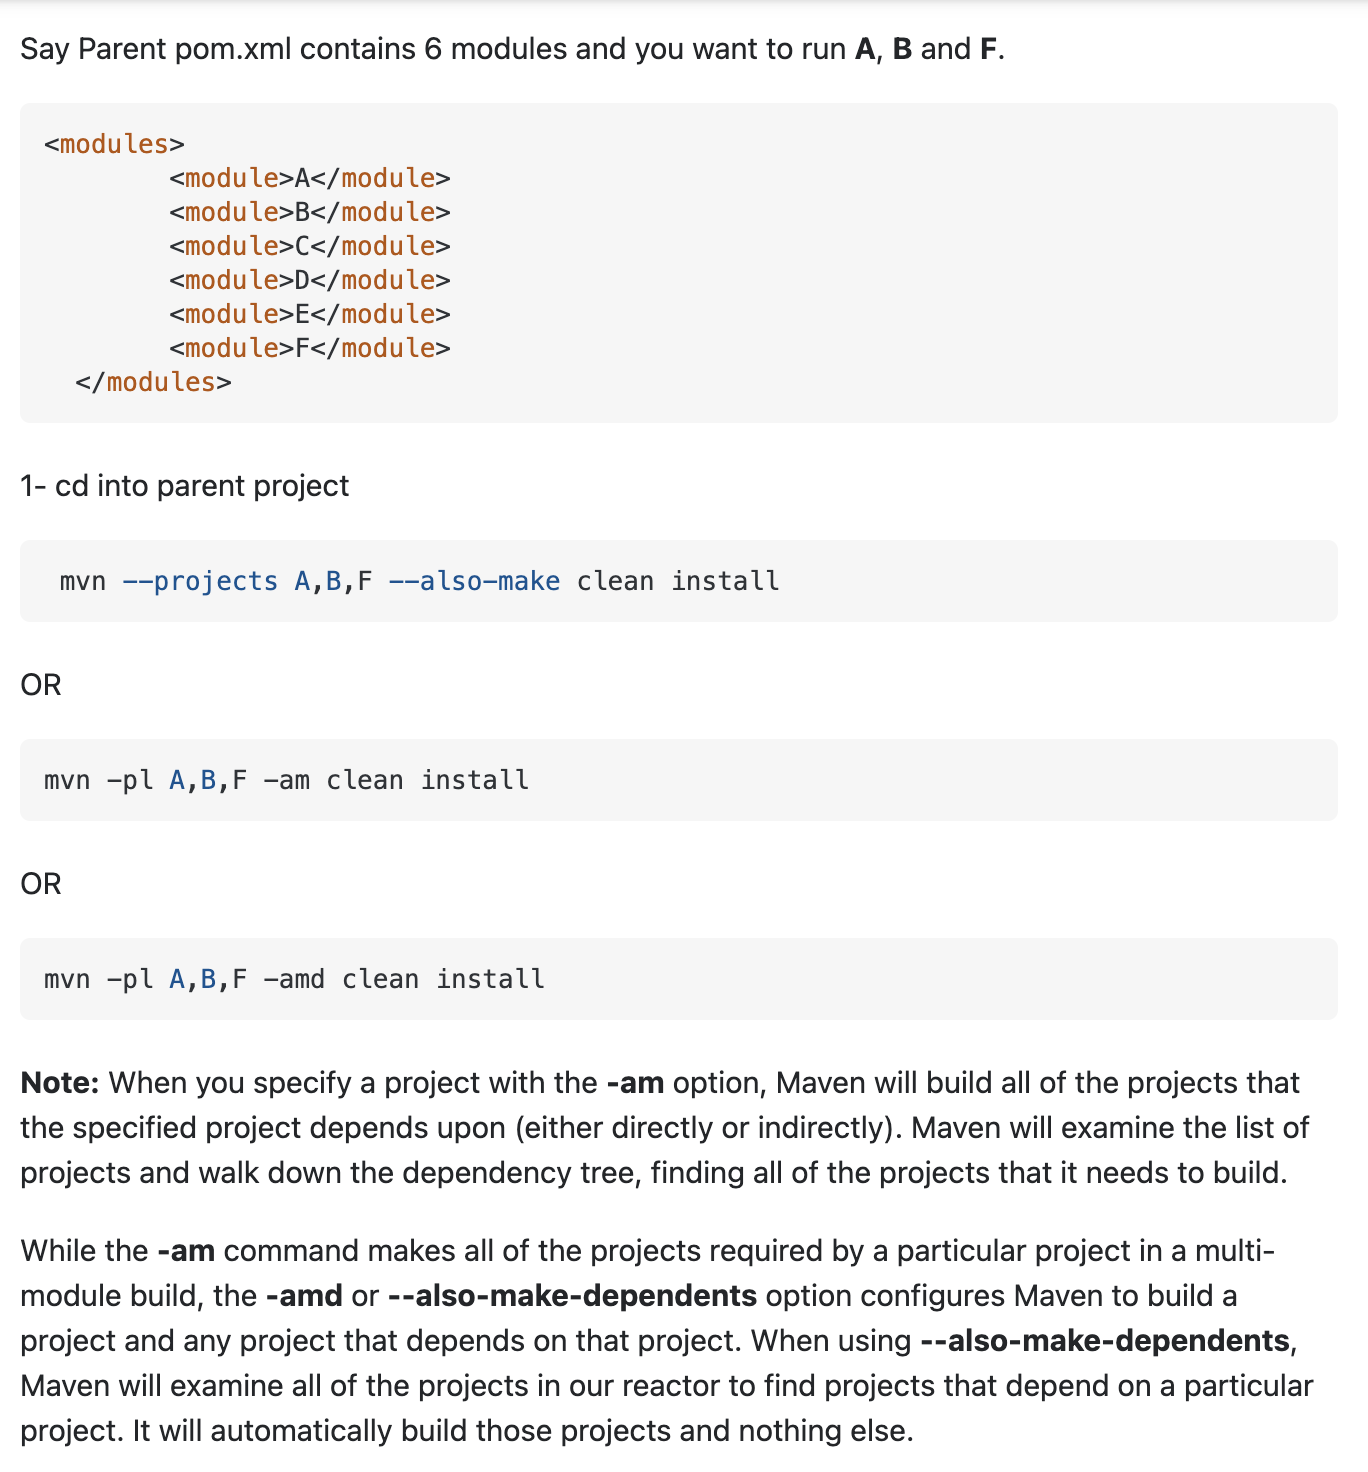 Say Parent pom.xml contains 6 modules and you want to run A, B and F.
<modules>
        <module>A</module>
        <module>B</module>
        <module>C</module>
        <module>D</module>
        <module>E</module>
        <module>F</module>
  </modules>
1- cd into parent project
 mvn --projects A,B,F --also-make clean install
OR
mvn -pl A,B,F -am clean install
OR
mvn -pl A,B,F -amd clean install
Note: When you specify a project with the -am option, Maven will build all of the projects that
the specified project depends upon (either directly or indirectly). Maven will examine the list of
projects and walk down the dependency tree, finding all of the projects that it needs to build.
While the -am command makes all of the projects required by a particular project in a multi-
module build, the -amd or --also-make-dependents option configures Maven to build a
project and any project that depends on that project. When using --also-make-dependents,
Maven will examine all of the projects in our reactor to find projects that depend on a particular
project. It will automatically build those projects and nothing else.